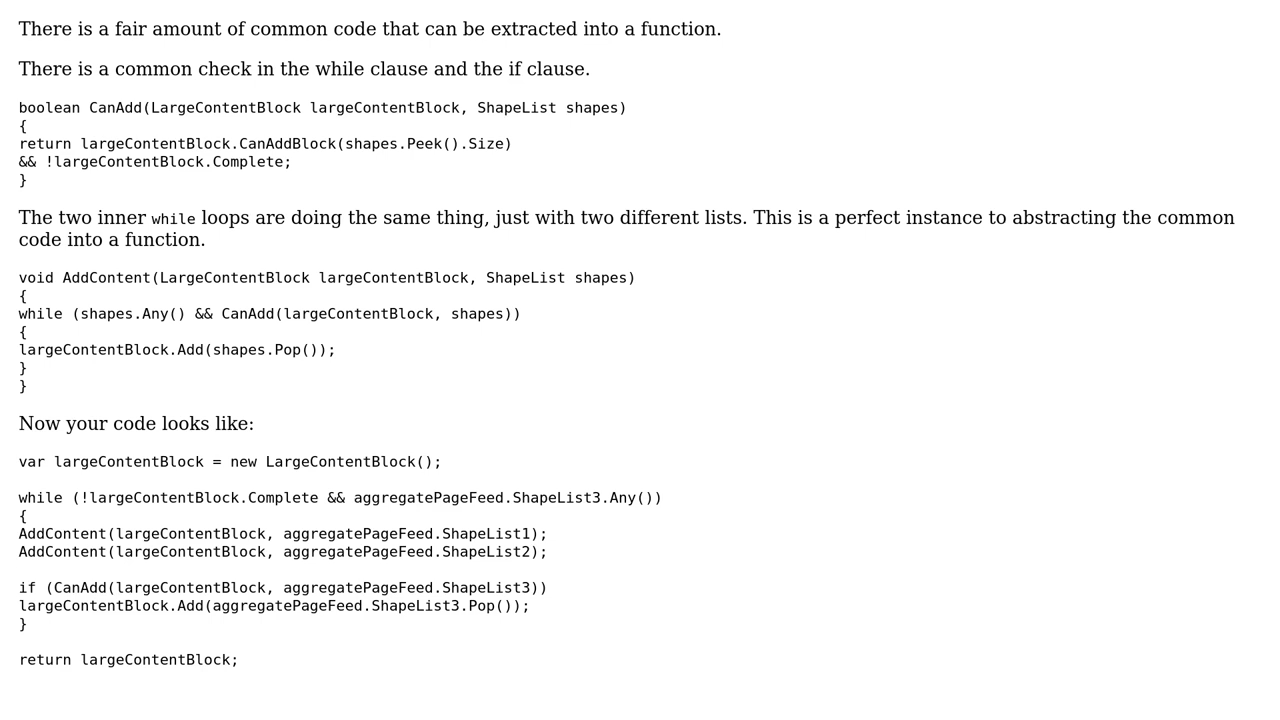 There is a fair amount of common code that can be extracted into a function.
There is a common check in the while clause and the if clause.
boolean CanAdd(LargeContentBlock largeContentBlock, ShapeList shapes)
{
return largeContentBlock.CanAddBlock(shapes.Peek().Size)
&& !largeContentBlock.Complete;
}
The two inner while loops are doing the same thing, just with two different lists. This is a perfect instance to abstracting the common
code into a function.
void AddContent(LargeContentBlock largeContentBlock, ShapeList shapes)
{
while (shapes.Any() && CanAdd(largeContentBlock, shapes))
{
largeContentBlock.Add(shapes.Pop());
}
}
Now your code looks like:
var largeContentBlock = new LargeContentBlock();
while (!largeContentBlock.Complete && aggregatePageFeed.ShapeList3.Any())
{
AddContent(largeContentBlock, aggregatePageFeed.ShapeList1);
AddContent(largeContentBlock, aggregatePageFeed.ShapeList2);
if (CanAdd(largeContentBlock, aggregatePageFeed.ShapeList3))
largeContentBlock.Add(aggregatePageFeed.ShapeList3.Pop());
}
return largeContentBlock;